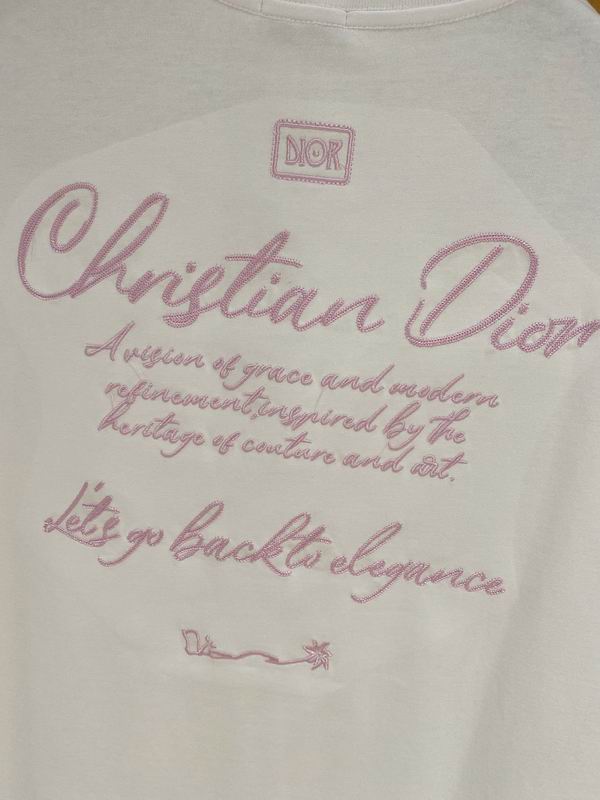 DIOR
Christian Dior
A vision of grace and modern
refinement, inspired by the
heritage of couture and art.
Let's go back to elegance